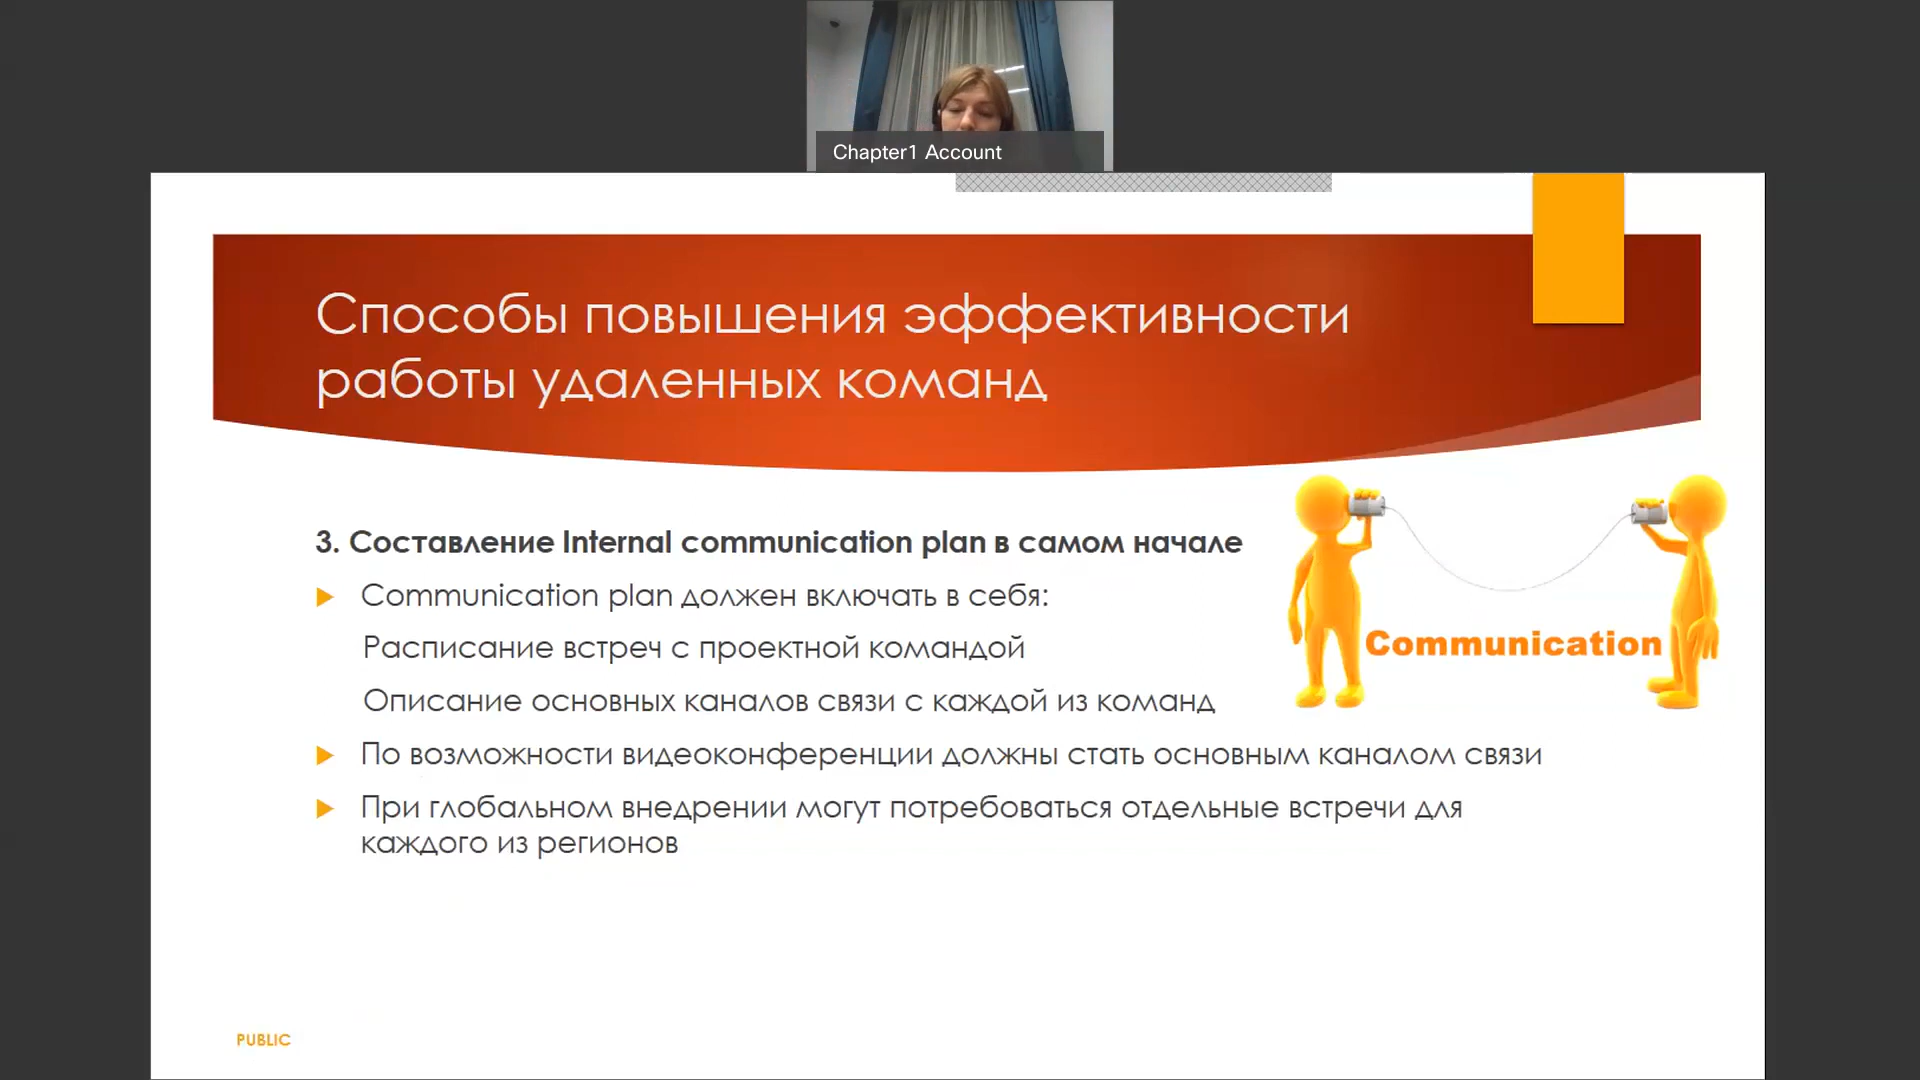 Chapter1 Account
Способы повышения эффективности
работы удаленных команд
3. Составление Internal communication plan в самом начале
Communication plan должен включать в себя:
Расписание встреч с проектной командой
Описание основных каналов связи с каждой из команд
Communication
По возможности видеоконференции должны стать основным каналом связи
При глобальном внедрении могут потребоваться отдельные встречи для
каждого из регионов
PUBLIC